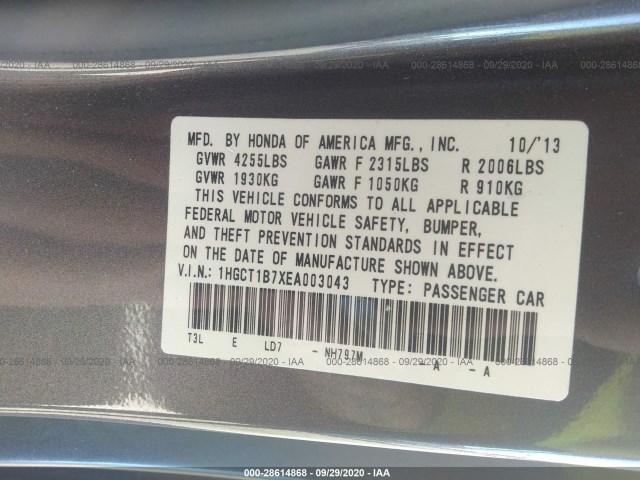 000-28614868 - 09/29/2020 - IAA
MFD. BY HONDA OF AMERICA MFG., INC. 10/'13
GVWR 4255LBS GAWR F 2315LBS R 2006LBS
GVWR 1930KG GAWR F 1050KG R 910KG
THIS VEHICLE CONFORMS TO ALL APPLICABLE
FEDERAL MOTOR VEHICLE SAFETY, BUMPER,
AND THEFT PREVENTION STANDARDS IN EFFECT
ON THE DATE OF MANUFACTURE SHOWN ABOVE.
V.I.N.: 1HGCT1B7XEA003043 TYPE: PASSENGER CAR
T3L E LD7 - NH797M - A - A
000-28614868 - 09/29/2020 - IAA